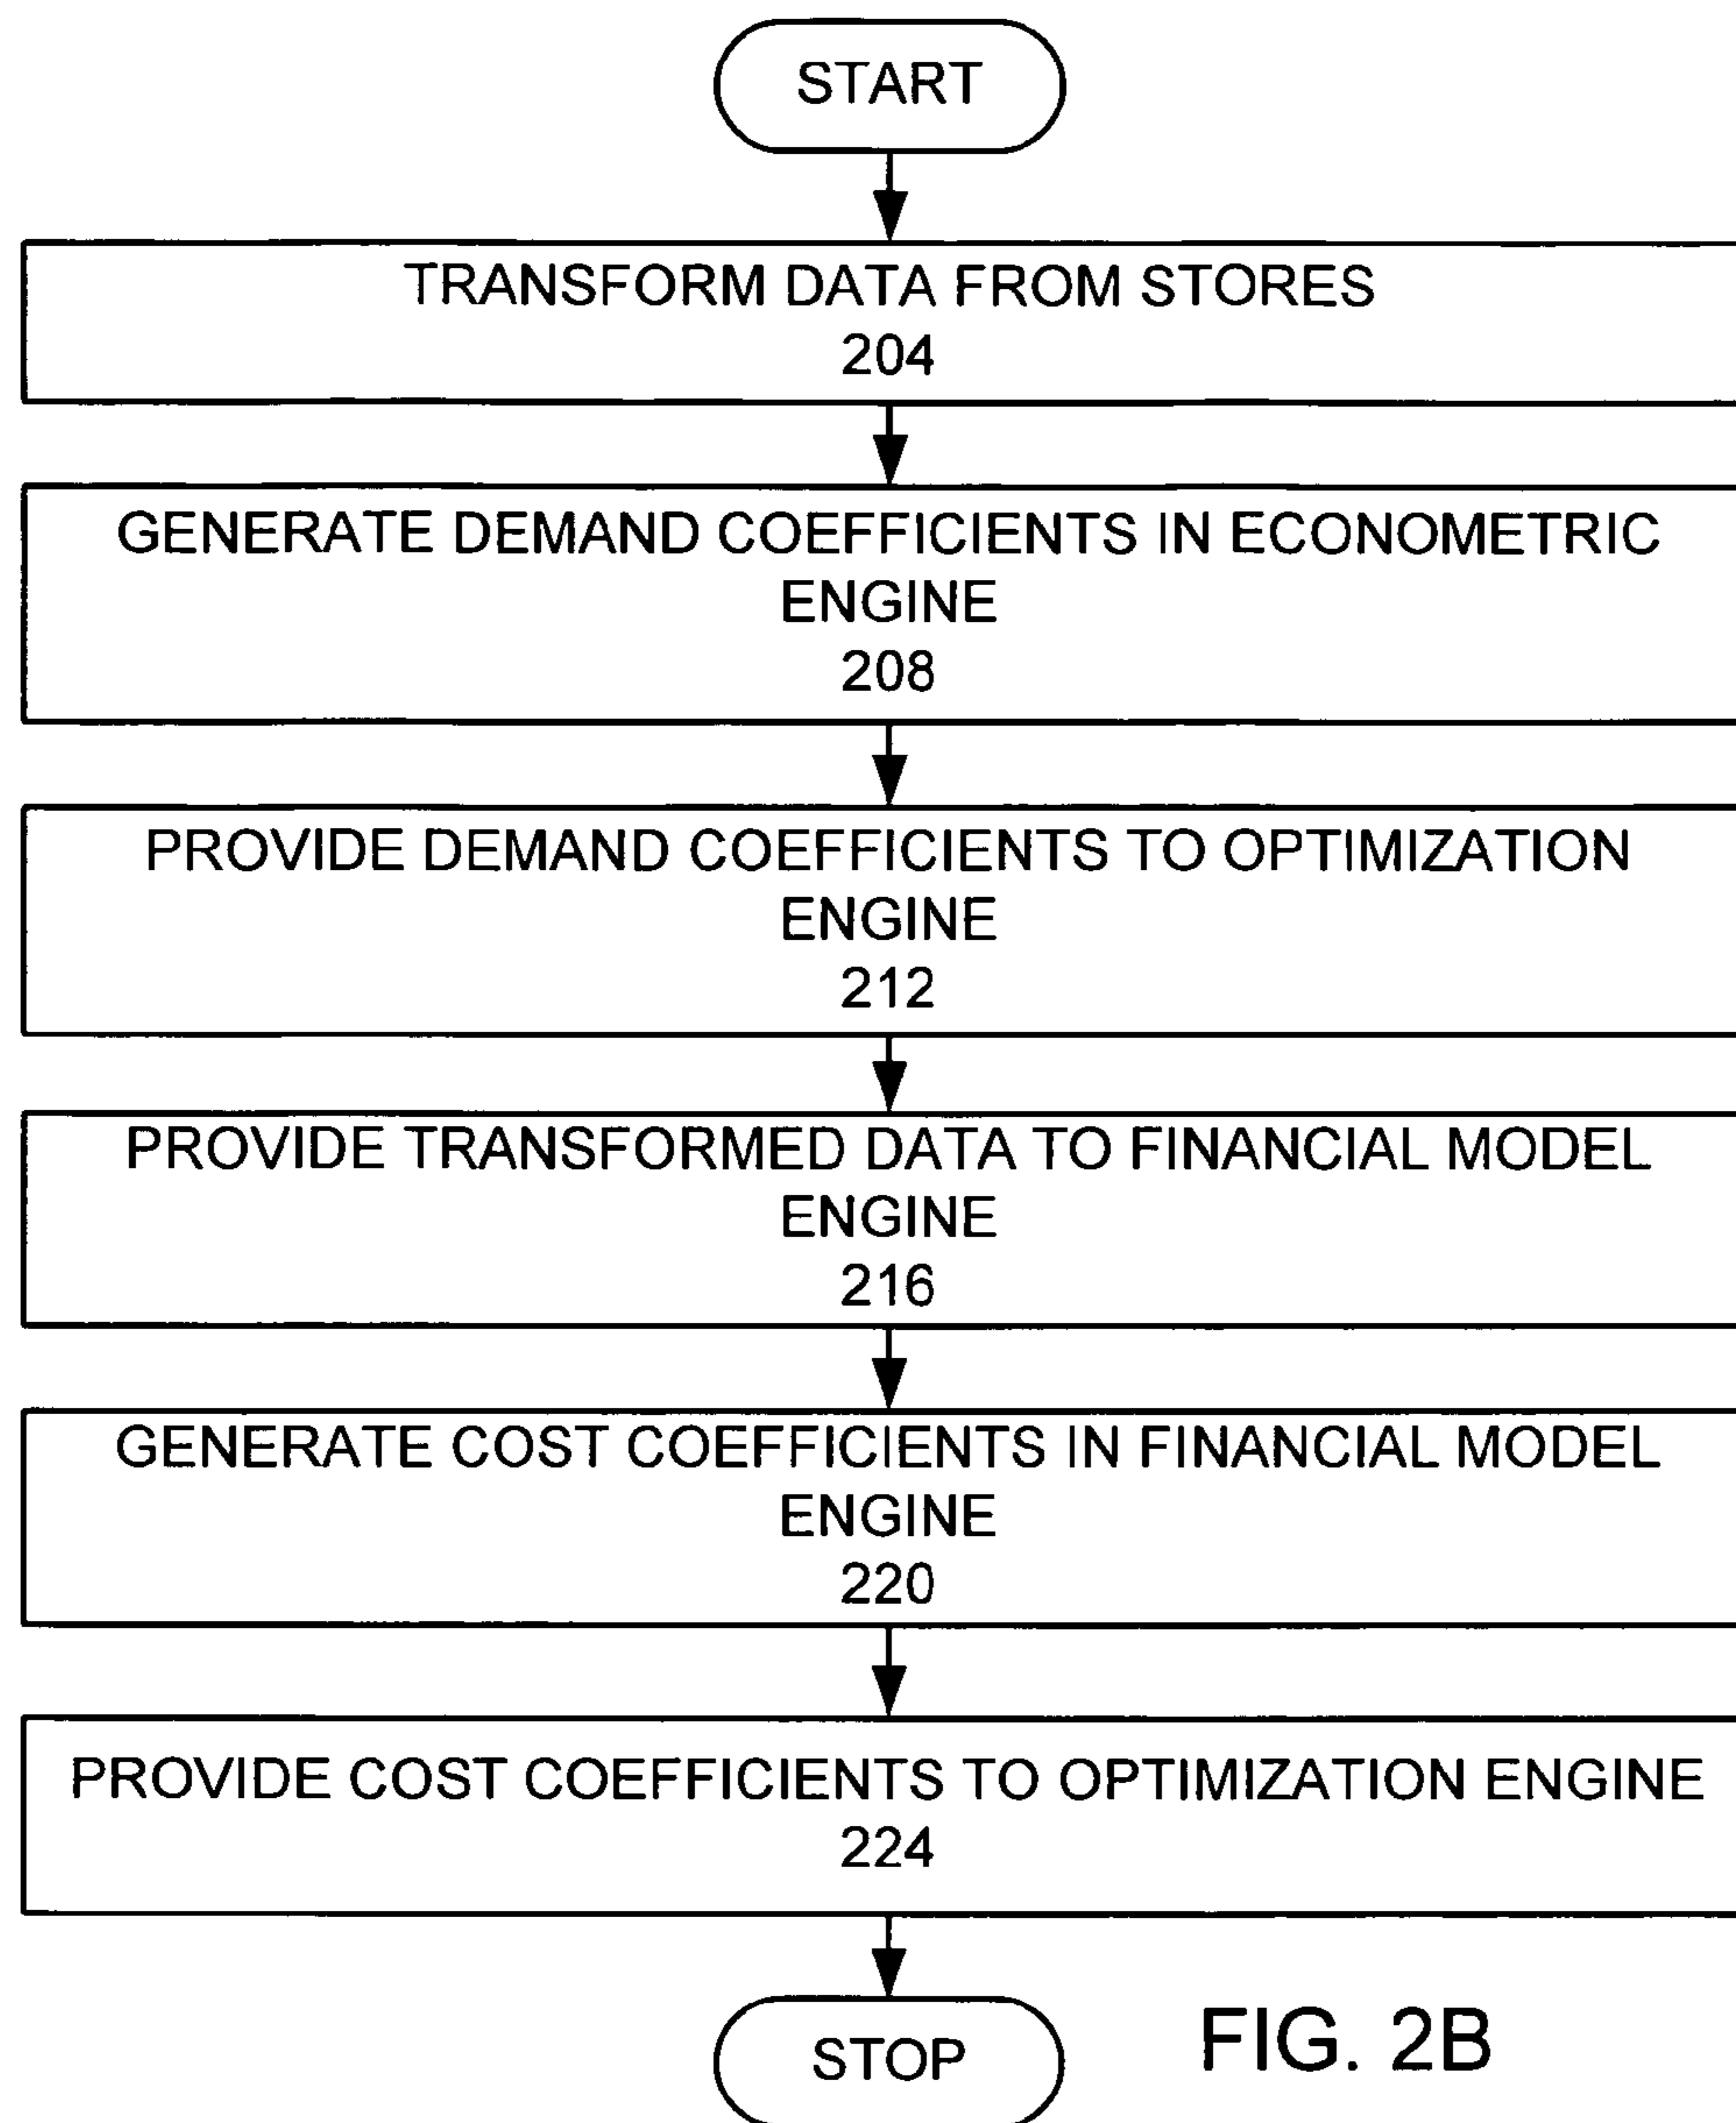 START
TRANSFORM DATA FROM STORES
204
GENERATE DEMAND COEFFICIENTS IN ECONOMETRIC
ENGINE
208
PROVIDE DEMAND COEFFICIENTS TO OPTIMIZATION
ENGINE
212
PROVIDE TRANSFORMED DATA TO FINANCIAL MODEL
ENGINE
216
GENERATE COST COEFFICIENTS IN FINANCIAL MODEL
ENGINE
220
PROVIDE COST COEFFICIENTS TO OPTIMIZATION ENGINE
224
STOP
FIG. 2B